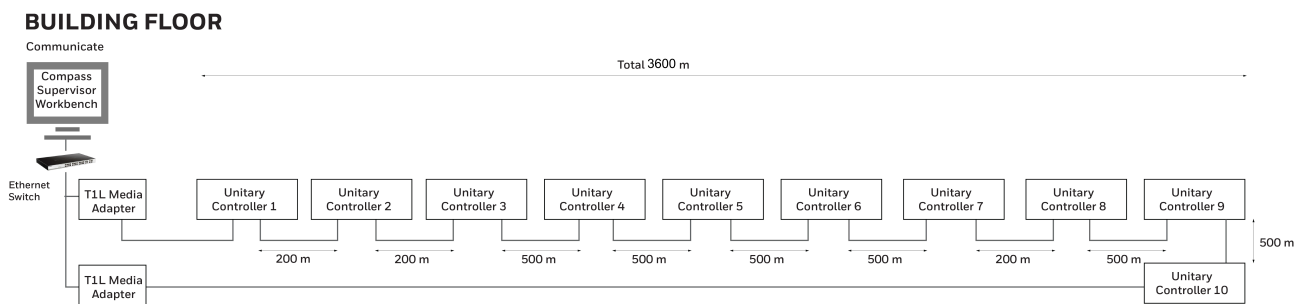 BUILDING FLOOR
Communicate
Total 3600 m
Compass
Supervisor
Workbench
Ethernet
Switch
T1L Media
Adapter
Unitary
Controller 1
Unitary
Controller 2
Unitary
Controller 3
Unitary
Controller 4
Unitary
Controller 5
Unitary
Controller 6
Unitary
Controller 7
Unitary
Controller 8
Unitary
Controller 9
200 m
200 m
500 m
500 m
500 m
500 m
200 m
500 m
500 m
T1L Media
Adapter
Unitary
Controller 10